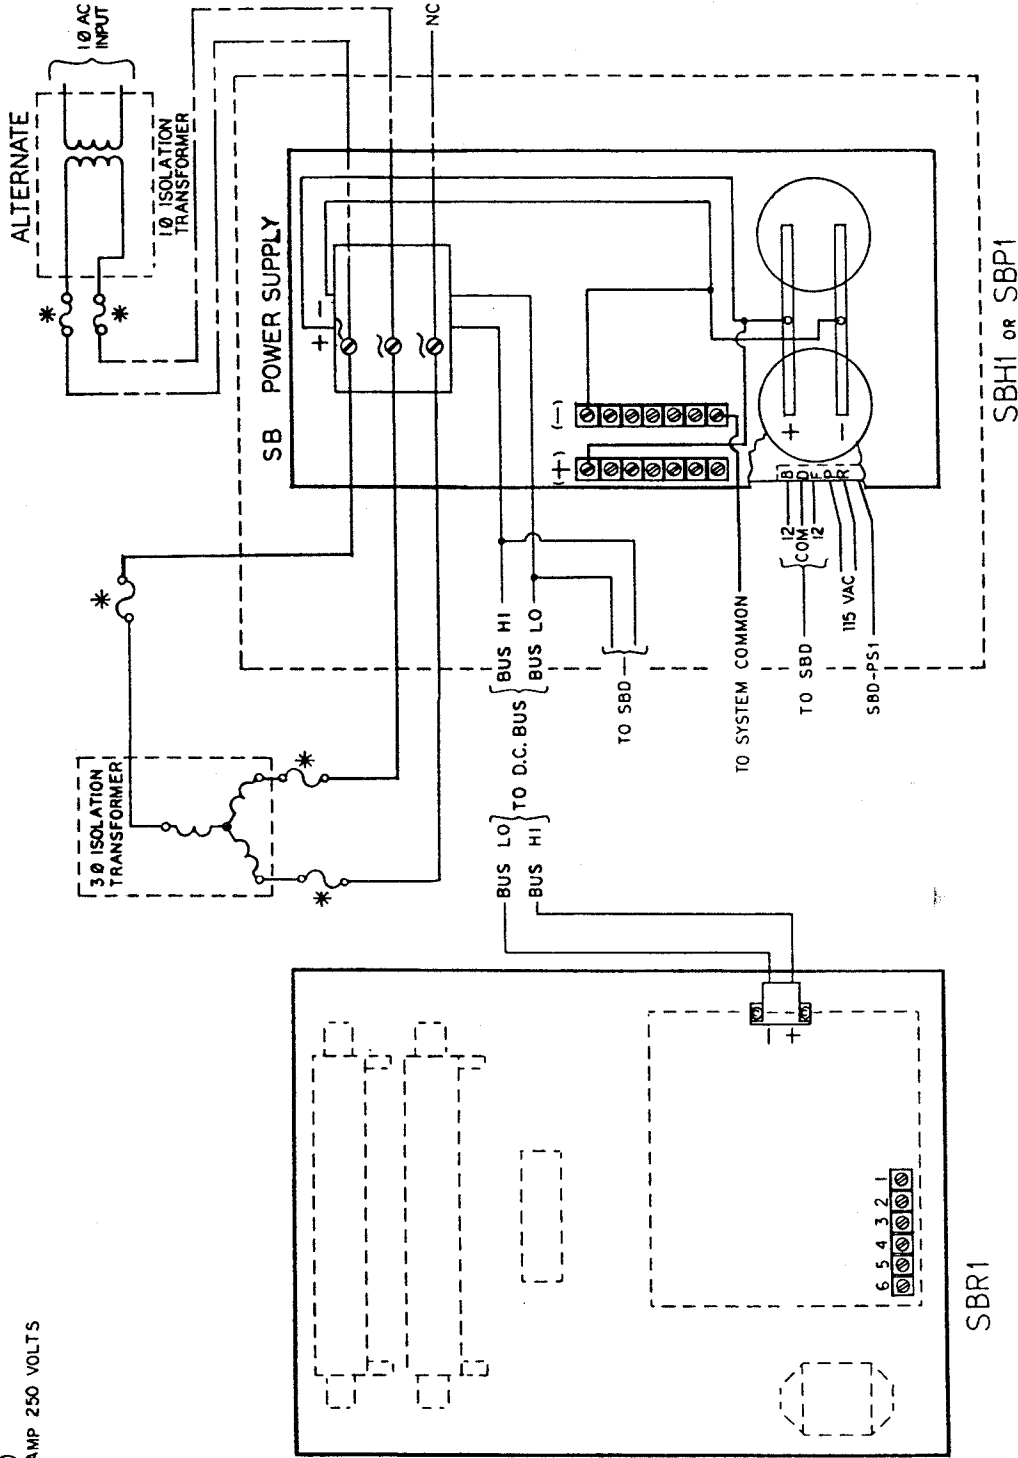 )
AMP 250 VOLTS
ALTERNATE
1Ø AC
INPUT
1Ø ISOLATION
TRANSFORMER
*
*
NC
SB POWER SUPPLY
+ −
(−)
(+)
+
−
B
D
F
P
R
12
COM
12
TO SBD
115 VAC
SBD-PS1
TO SYSTEM COMMON
TO SBD
BUS HI
BUS LO
TO D.C. BUS
BUS LO
BUS HI
*
3Ø ISOLATION
TRANSFORMER
*
*
SBH1 OR SBP1
−
+
6 5 4 3 2 1
SBR1